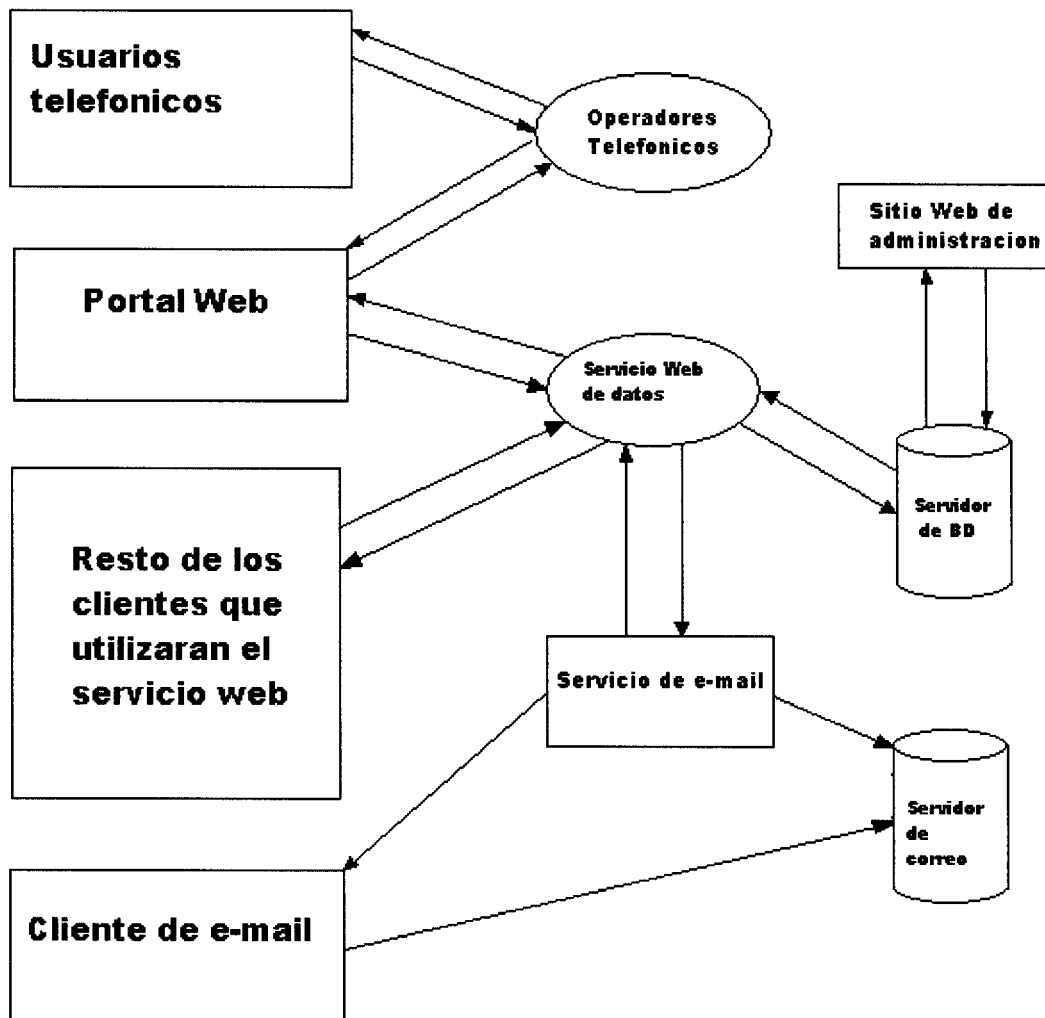 Usuarios
telefonicos
Operadores
Telefonicos
Sitio Web de
administracion
Portal Web
Servicio Web
de datos
Servidor
de BD
Resto de los
clientes que
utilizaran el
servicio web
Servicio de e-mail
Servidor
de
correo
Cliente de e-mail